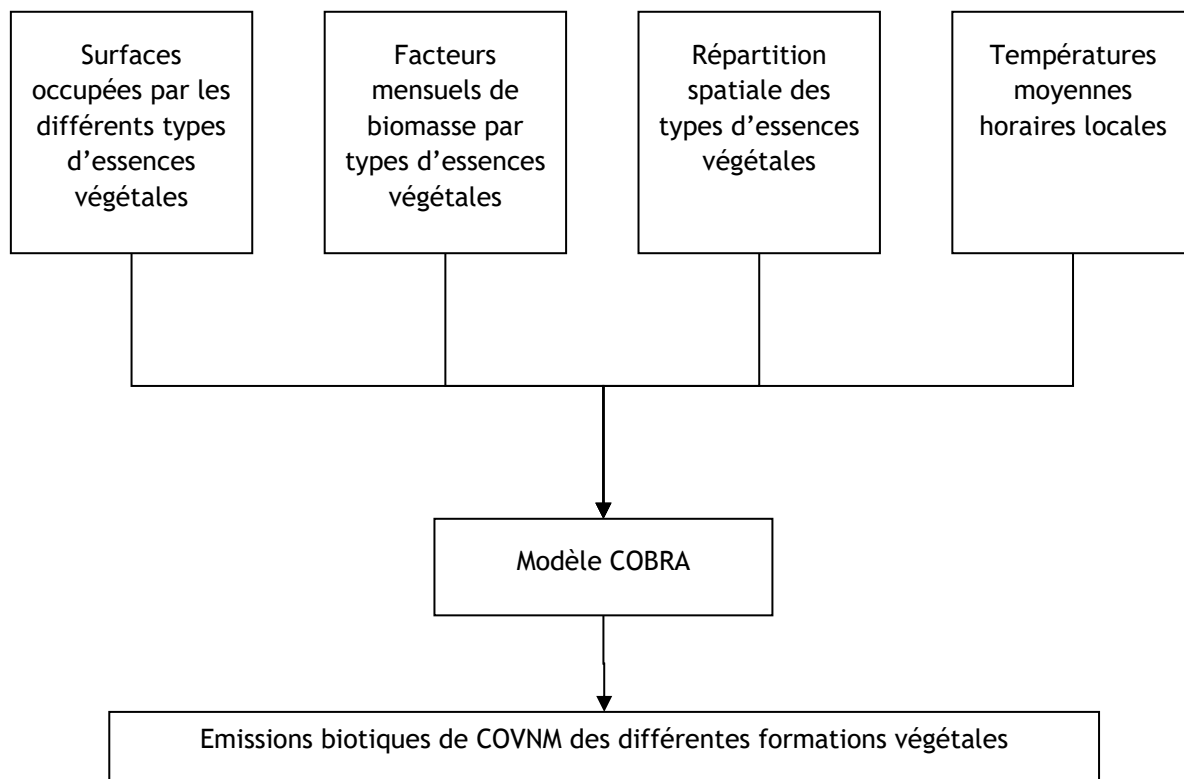 Surfaces
occupées par les
différents types
d’essences
végétales
Facteurs
mensuels de
biomasse par
types d’essences
végétales
Répartition
spatiale des
types d’essences
végétales
Températures
moyennes
horaires locales
Modèle COBRA
Emissions biotiques de COVNM des différentes formations végétales